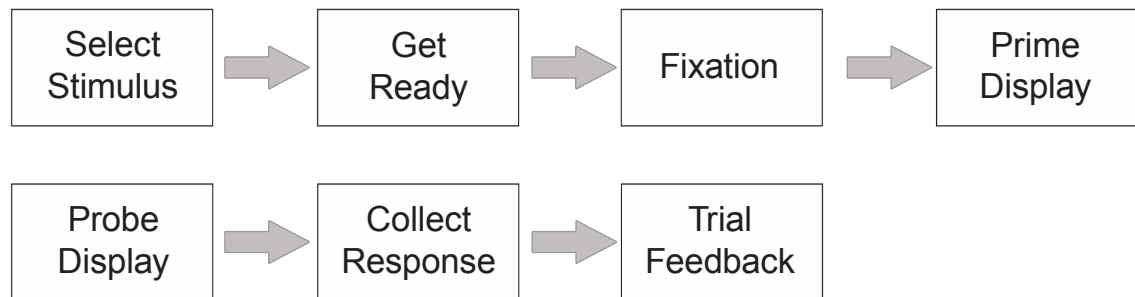 Select
Stimulus
Get
Ready
Fixation
Prime
Display
Probe
Display
Collect
Response
Trial
Feedback